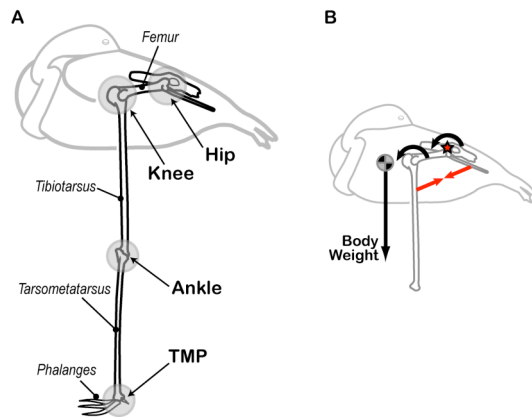 A
Femur
Hip
Knee
Tibiotarsus
Ankle
Tarsometatarsus
TMP
Phalanges
B
Body
Weight